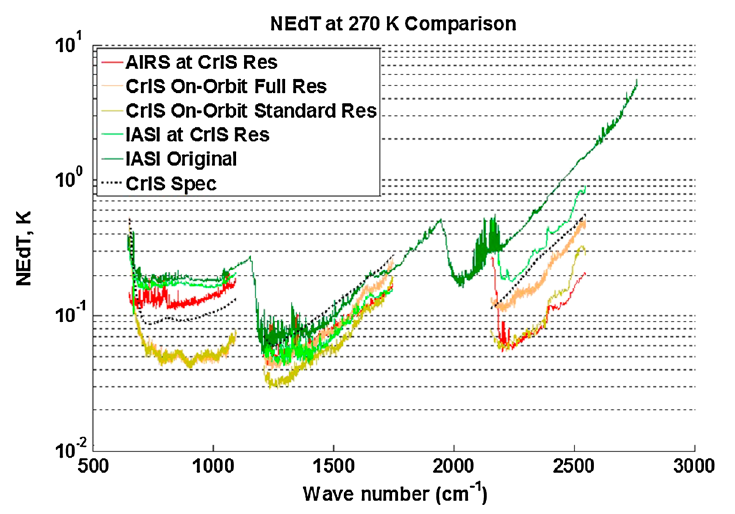 NEdT at 270 K Comparison
10^1
10^0
10^-1
10^-2
NEdT, K
AIRS at CrIS Res
CrIS On-Orbit Full Res
CrIS On-Orbit Standard Res
IASI at CrIS Res
IASI Original
CrIS Spec
500 1000 1500 2000 2500 3000
Wave number (cm^-1)